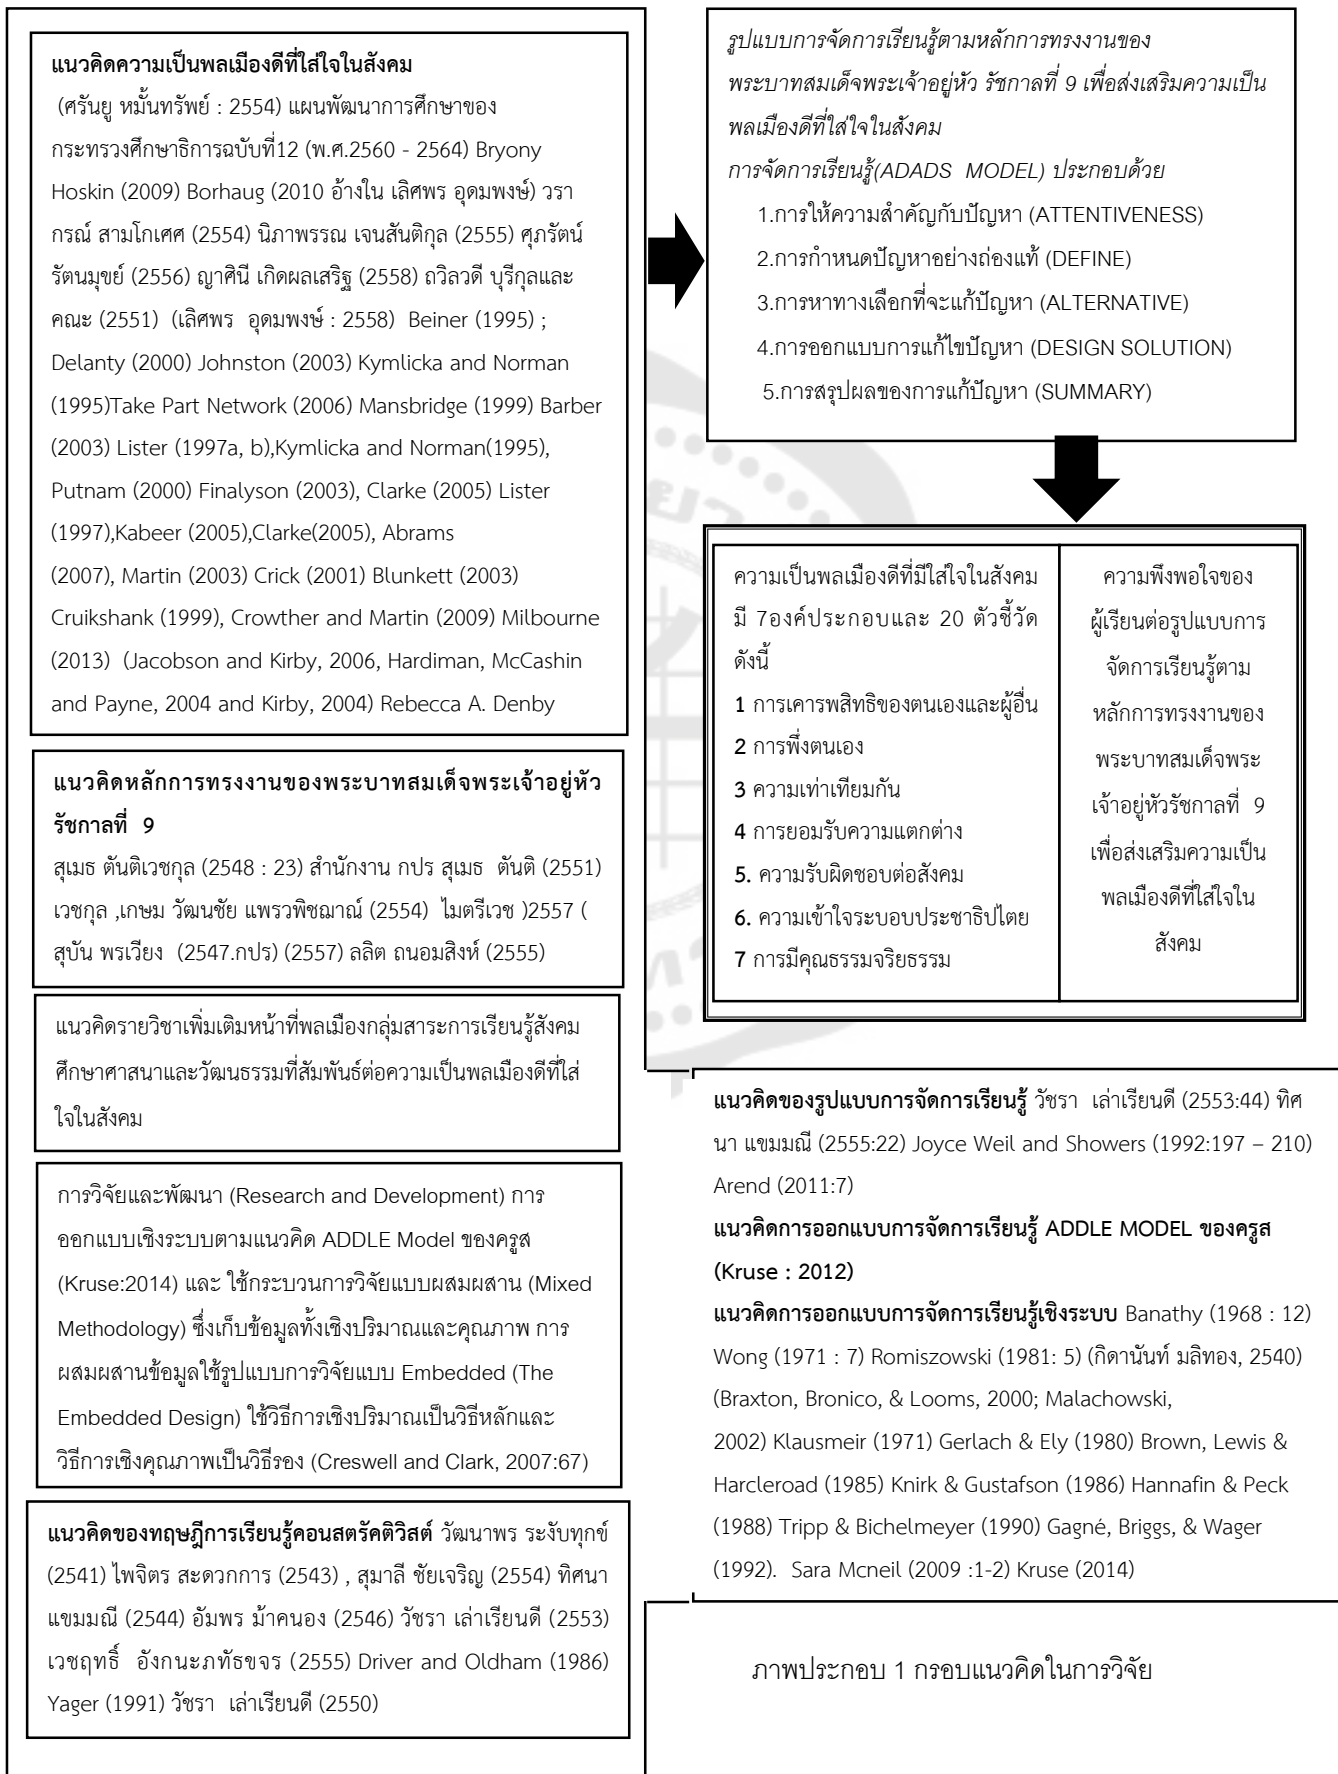 แนวคิดความเป็นพลเมืองดีที่ใส่ใจในสังคม
(ศรันยู หมั้นทรัพย์ : 2554) แผนพัฒนาการศึกษาของ
กระทรวงศึกษาธิการฉบับที่12 (พ.ศ.2560 - 2564) Bryony
Hoskin (2009) Borhaug (2010 อ้างใน เลิศพร อุดมพงษ์) วรา
กรณ์ สามโกเศศ (2554) นิภาพรรณ เจนสันติกุล (2555) ศุภรัตน์
รัตนมุขย์ (2556) ญาศินี เกิดผลเสริฐ (2558) ถวิลวดี บุรีกุลและ
คณะ (2551) (เลิศพร อุดมพงษ์ : 2558) Beiner (1995) ;
Delanty (2000) Johnston (2003) Kymlicka and Norman
(1995)Take Part Network (2006) Mansbridge (1999) Barber
(2003) Lister (1997a, b),Kymlicka and Norman(1995),
Putnam (2000) Finalyson (2003), Clarke (2005) Lister
(1997),Kabeer (2005),Clarke(2005), Abrams
(2007), Martin (2003) Crick (2001) Blunkett (2003)
Cruikshank (1999), Crowther and Martin (2009) Milbourne
(2013) (Jacobson and Kirby, 2006, Hardiman, McCashin
and Payne, 2004 and Kirby, 2004) Rebecca A. Denby
แนวคิดหลักการทรงงานของพระบาทสมเด็จพระเจ้าอยู่หัว
รัชกาลที่ 9
สุเมธ ตันติเวชกุล (2548 : 23) สำนักงาน กปร สุเมธ ตันติ (2551)
เวชกุล ,เกษม วัฒนชัย แพรวพิชฌาณ์ (2554) ไมตรีเวช )2557 (
สุบัน พรเวียง (2547.กปร) (2557) ลลิต ถนอมสิงห์ (2555)
แนวคิดรายวิชาเพิ่มเติมหน้าที่พลเมืองกลุ่มสาระการเรียนรู้สังคม
ศึกษาศาสนาและวัฒนธรรมที่สัมพันธ์ต่อความเป็นพลเมืองดีที่ใส่
ใจในสังคม
การวิจัยและพัฒนา (Research and Development) การ
ออกแบบเชิงระบบตามแนวคิด ADDLE Model ของครูส
(Kruse:2014) และ ใช้กระบวนการวิจัยแบบผสมผสาน (Mixed
Methodology) ซึ่งเก็บข้อมูลทั้งเชิงปริมาณและคุณภาพ การ
ผสมผสานข้อมูลใช้รูปแบบการวิจัยแบบ Embedded (The
Embedded Design) ใช้วิธีการเชิงปริมาณเป็นวิธีหลักและ
วิธีการเชิงคุณภาพเป็นวิธีรอง (Creswell and Clark, 2007:67)
แนวคิดของทฤษฎีการเรียนรู้คอนสตรัคติวิสต์ วัฒนาพร ระงับทุกข์
(2541) ไพจิตร สะดวกการ (2543) , สุมาลี ชัยเจริญ (2554) ทิศนา
แขมมณี (2544) อัมพร ม้าคนอง (2546) วัชรา เล่าเรียนดี (2553)
เวชฤทธิ์ อังกนะภทัธขจร (2555) Driver and Oldham (1986)
Yager (1991) วัชรา เล่าเรียนดี (2550)
รูปแบบการจัดการเรียนรู้ตามหลักการทรงงานของ
พระบาทสมเด็จพระเจ้าอยู่หัว รัชกาลที่ 9 เพื่อส่งเสริมความเป็น
พลเมืองดีที่ใส่ใจในสังคม
การจัดการเรียนรู้(ADADS MODEL) ประกอบด้วย
1.การให้ความสำคัญกับปัญหา (ATTENTIVENESS)
2.การกำหนดปัญหาอย่างถ่องแท้ (DEFINE)
3.การหาทางเลือกที่จะแก้ปัญหา (ALTERNATIVE)
4.การออกแบบการแก้ไขปัญหา (DESIGN SOLUTION)
5.การสรุปผลของการแก้ปัญหา (SUMMARY)
ความเป็นพลเมืองดีที่มีใส่ใจในสังคม
มี 7องค์ประกอบและ 20 ตัวชี้วัด
ดังนี้
1 การเคารพสิทธิของตนเองและผู้อื่น
2 การพึ่งตนเอง
3 ความเท่าเทียมกัน
4 การยอมรับความแตกต่าง
5. ความรับผิดชอบต่อสังคม
6. ความเข้าใจระบอบประชาธิปไตย
7 การมีคุณธรรมจริยธรรม
ความพึงพอใจของ
ผู้เรียนต่อรูปแบบการ
จัดการเรียนรู้ตาม
หลักการทรงงานของ
พระบาทสมเด็จพระ
เจ้าอยู่หัวรัชกาลที่ 9
เพื่อส่งเสริมความเป็น
พลเมืองดีที่ใส่ใจใน
สังคม
แนวคิดของรูปแบบการจัดการเรียนรู้ วัชรา เล่าเรียนดี (2553:44) ทิศ
นา แขมมณี (2555:22) Joyce Weil and Showers (1992:197 – 210)
Arend (2011:7)
แนวคิดการออกแบบการจัดการเรียนรู้ ADDLE MODEL ของครูส
(Kruse : 2012)
แนวคิดการออกแบบการจัดการเรียนรู้เชิงระบบ Banathy (1968 : 12)
Wong (1971 : 7) Romiszowski (1981: 5) (กิดานันท์ มลิทอง, 2540)
(Braxton, Bronico, & Looms, 2000; Malachowski,
2002) Klausmeir (1971) Gerlach & Ely (1980) Brown, Lewis &
Harcleroad (1985) Knirk & Gustafson (1986) Hannafin & Peck
(1988) Tripp & Bichelmeyer (1990) Gagné, Briggs, & Wager
(1992). Sara Mcneil (2009 :1-2) Kruse (2014)
ภาพประกอบ 1 กรอบแนวคิดในการวิจัย